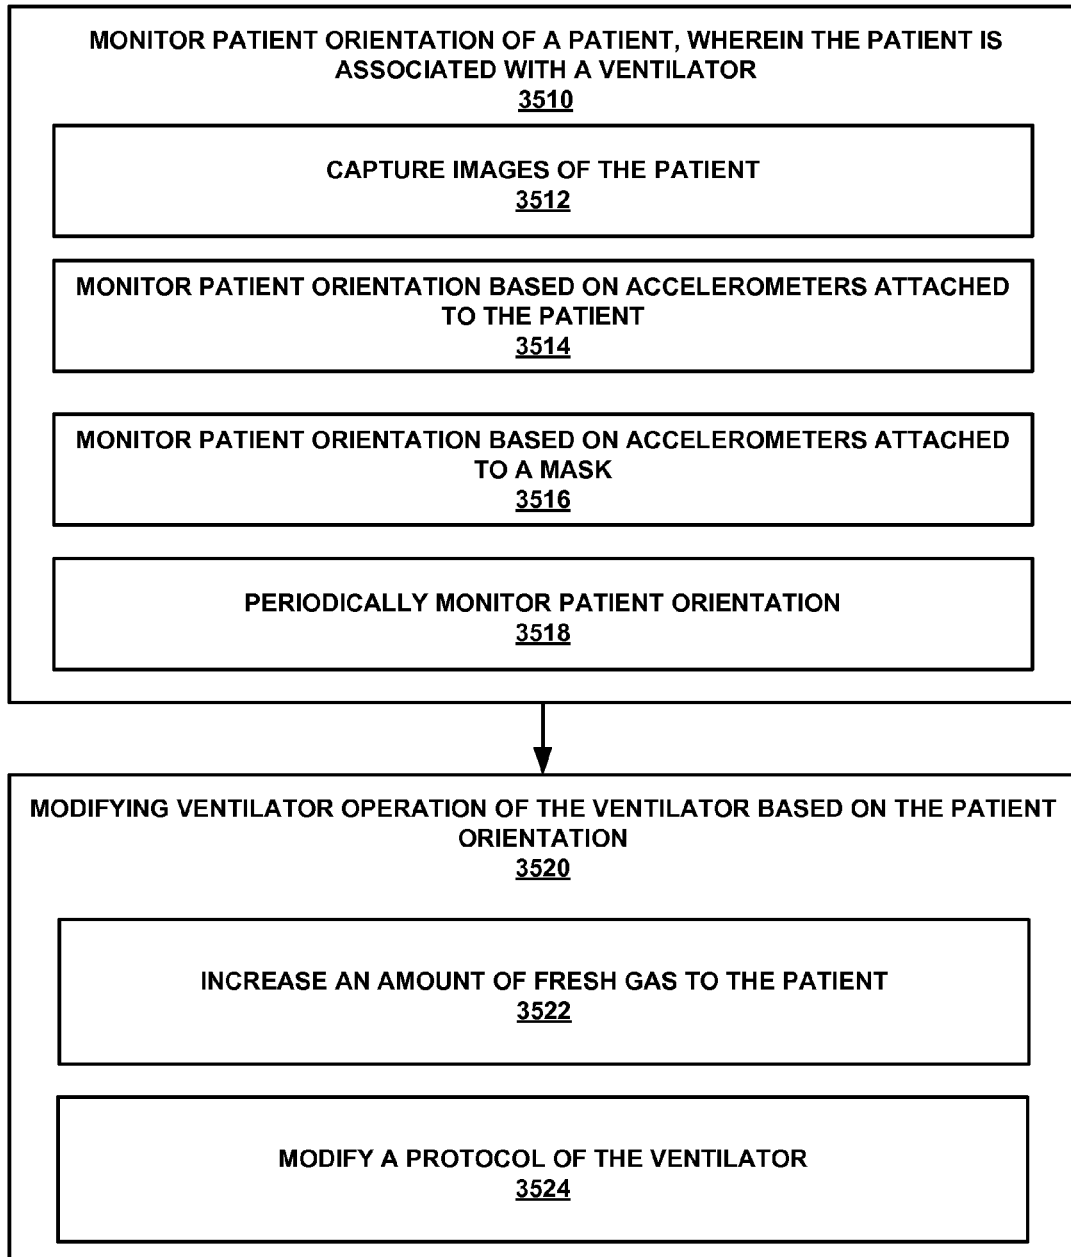 MONITOR PATIENT ORIENTATION OF A PATIENT, WHEREIN THE PATIENT IS
ASSOCIATED WITH A VENTILATOR
3510
CAPTURE IMAGES OF THE PATIENT
3512
MONITOR PATIENT ORIENTATION BASED ON ACCELEROMETERS ATTACHED
TO THE PATIENT
3514
MONITOR PATIENT ORIENTATION BASED ON ACCELEROMETERS ATTACHED
TO A MASK
3516
PERIODICALLY MONITOR PATIENT ORIENTATION
3518
MODIFYING VENTILATOR OPERATION OF THE VENTILATOR BASED ON THE PATIENT
ORIENTATION
3520
INCREASE AN AMOUNT OF FRESH GAS TO THE PATIENT
3522
MODIFY A PROTOCOL OF THE VENTILATOR
3524